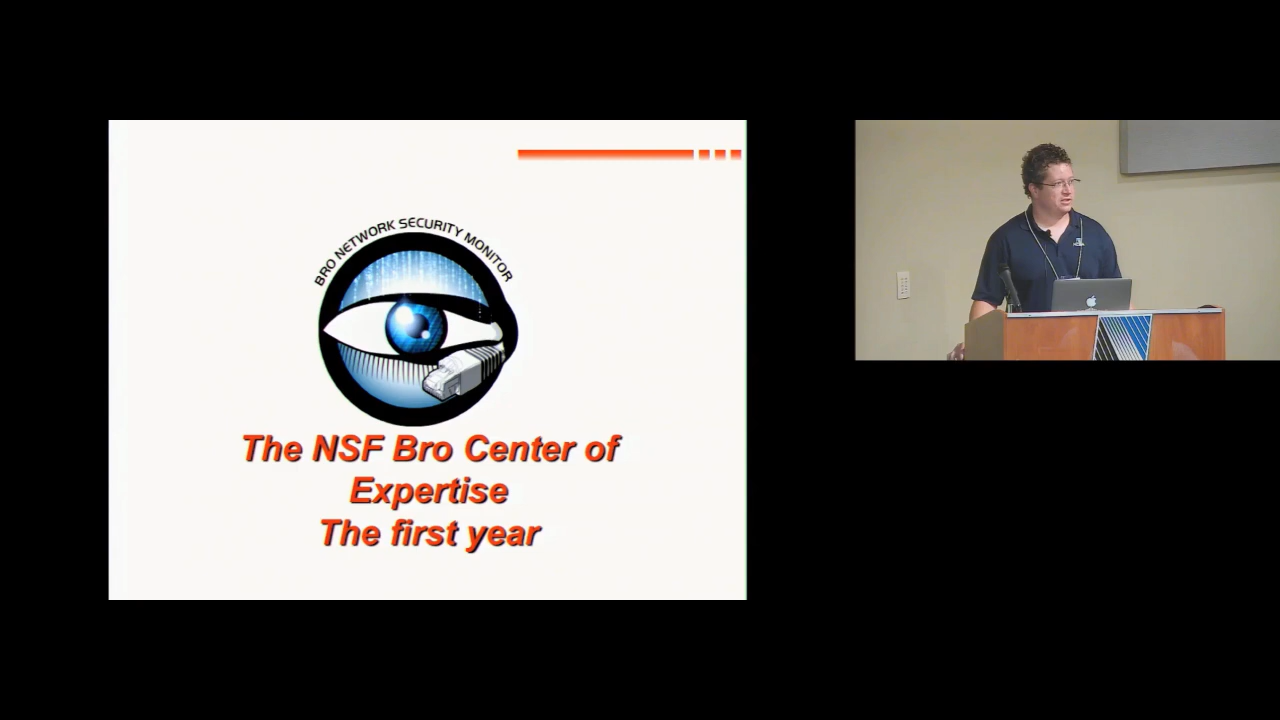 BRO NETWORK SECURITY MONITOR
The NSF Bro Center of
Expertise
The first year